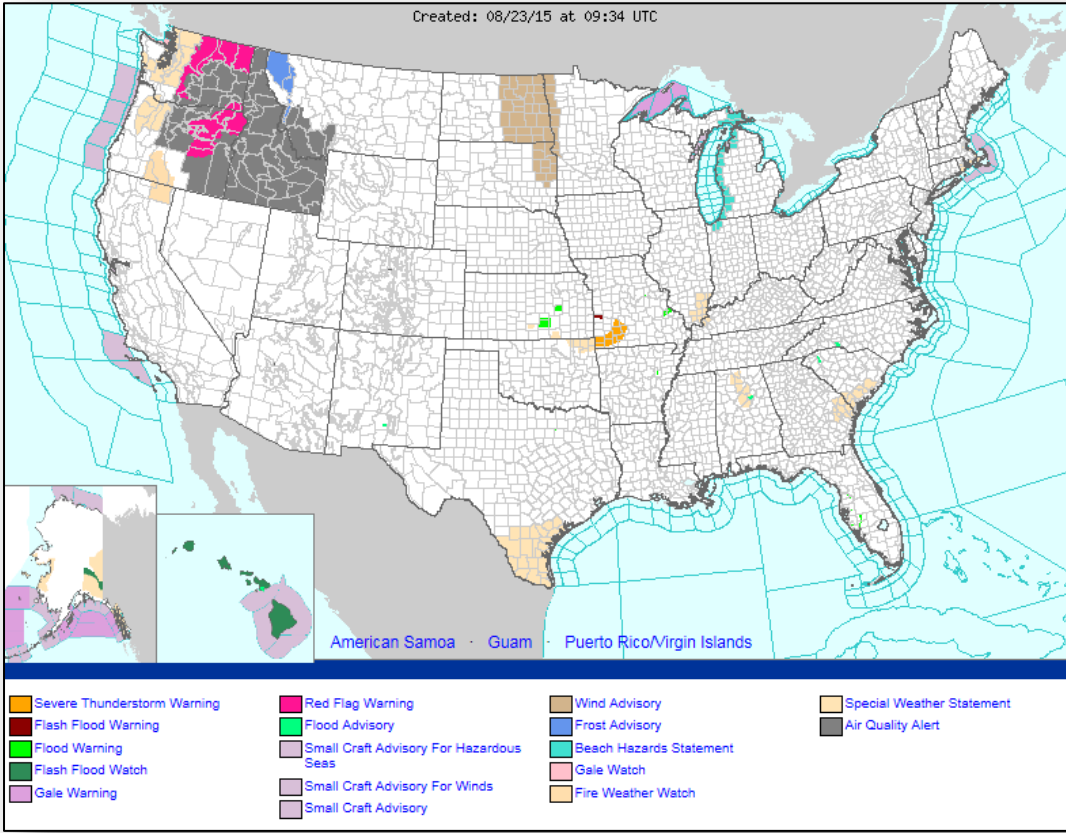 Created: 08/23/15 at 09:34 UTC
American Samoa · Guam · Puerto Rico/Virgin Islands
Severe Thunderstorm Warning
Flash Flood Warning
Flood Warning
Flash Flood Watch
Gale Warning
Red Flag Warning
Flood Advisory
Small Craft Advisory For Hazardous
Seas
Small Craft Advisory For Winds
Small Craft Advisory
Wind Advisory
Frost Advisory
Beach Hazards Statement
Gale Watch
Fire Weather Watch
Special Weather Statement
Air Quality Alert